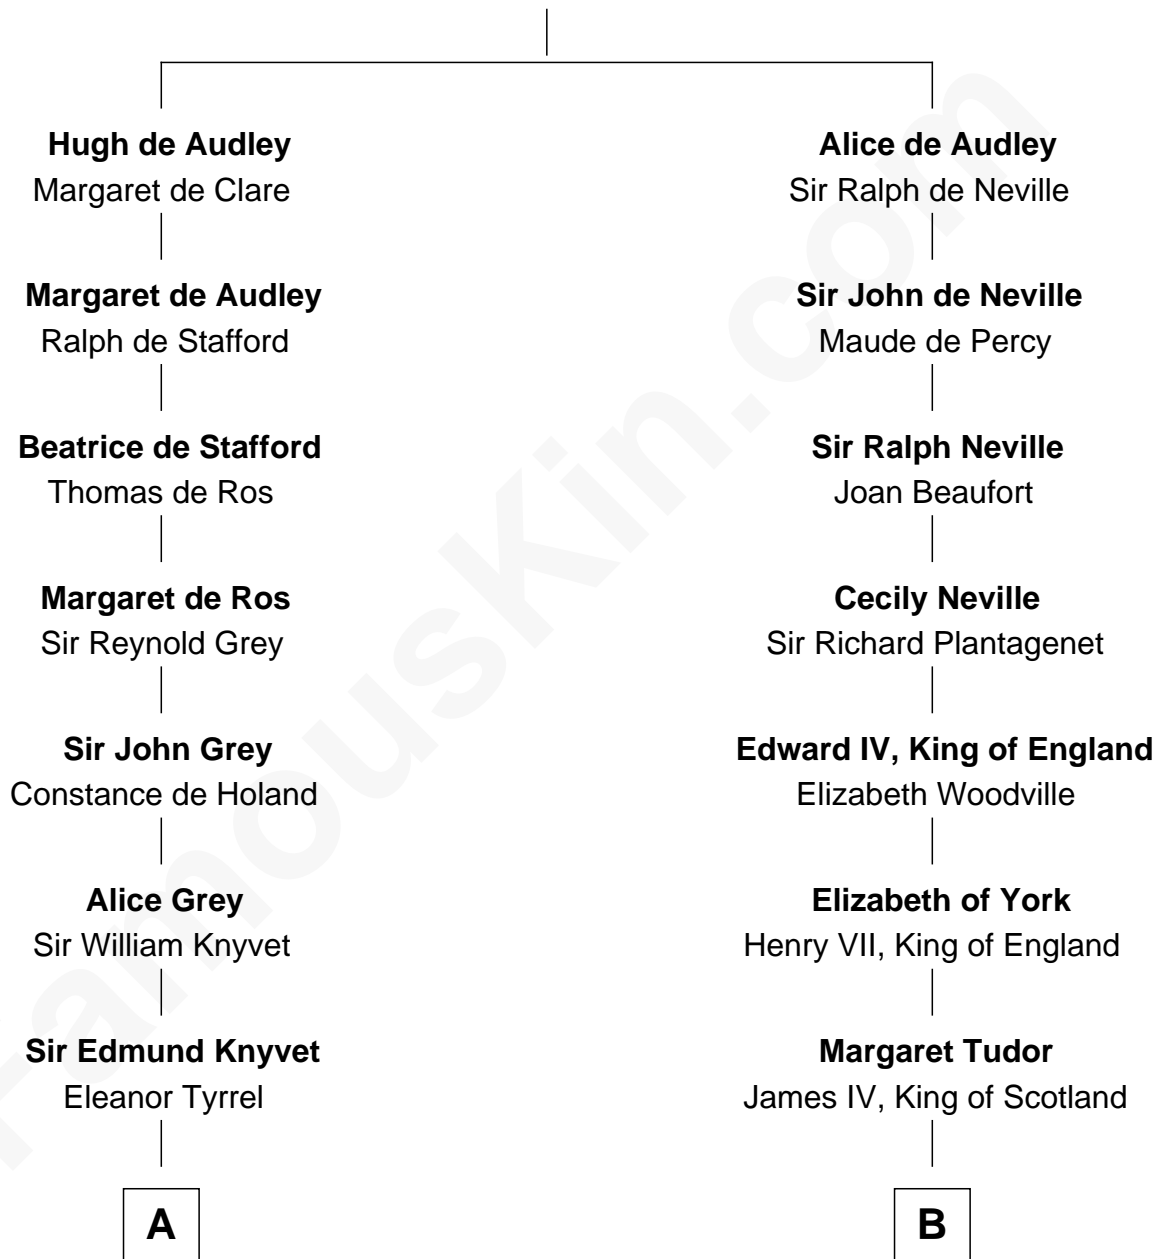 Hugh de Audley
Margaret de Clare
Margaret de Audley
Ralph de Stafford
Beatrice de Stafford
Thomas de Ros
Margaret de Ros
Sir Reynold Grey
Sir John Grey
Constance de Holand
Alice Grey
Sir William Knyvet
Sir Edmund Knyvet
Eleanor Tyrrel
A
Alice de Audley
Sir Ralph de Neville
Sir John de Neville
Maude de Percy
Sir Ralph Neville
Joan Beaufort
Cecily Neville
Sir Richard Plantagenet
Edward IV, King of England
Elizabeth Woodville
Elizabeth of York
Henry VII, King of England
Margaret Tudor
James IV, King of Scotland
B
FamousKin.com